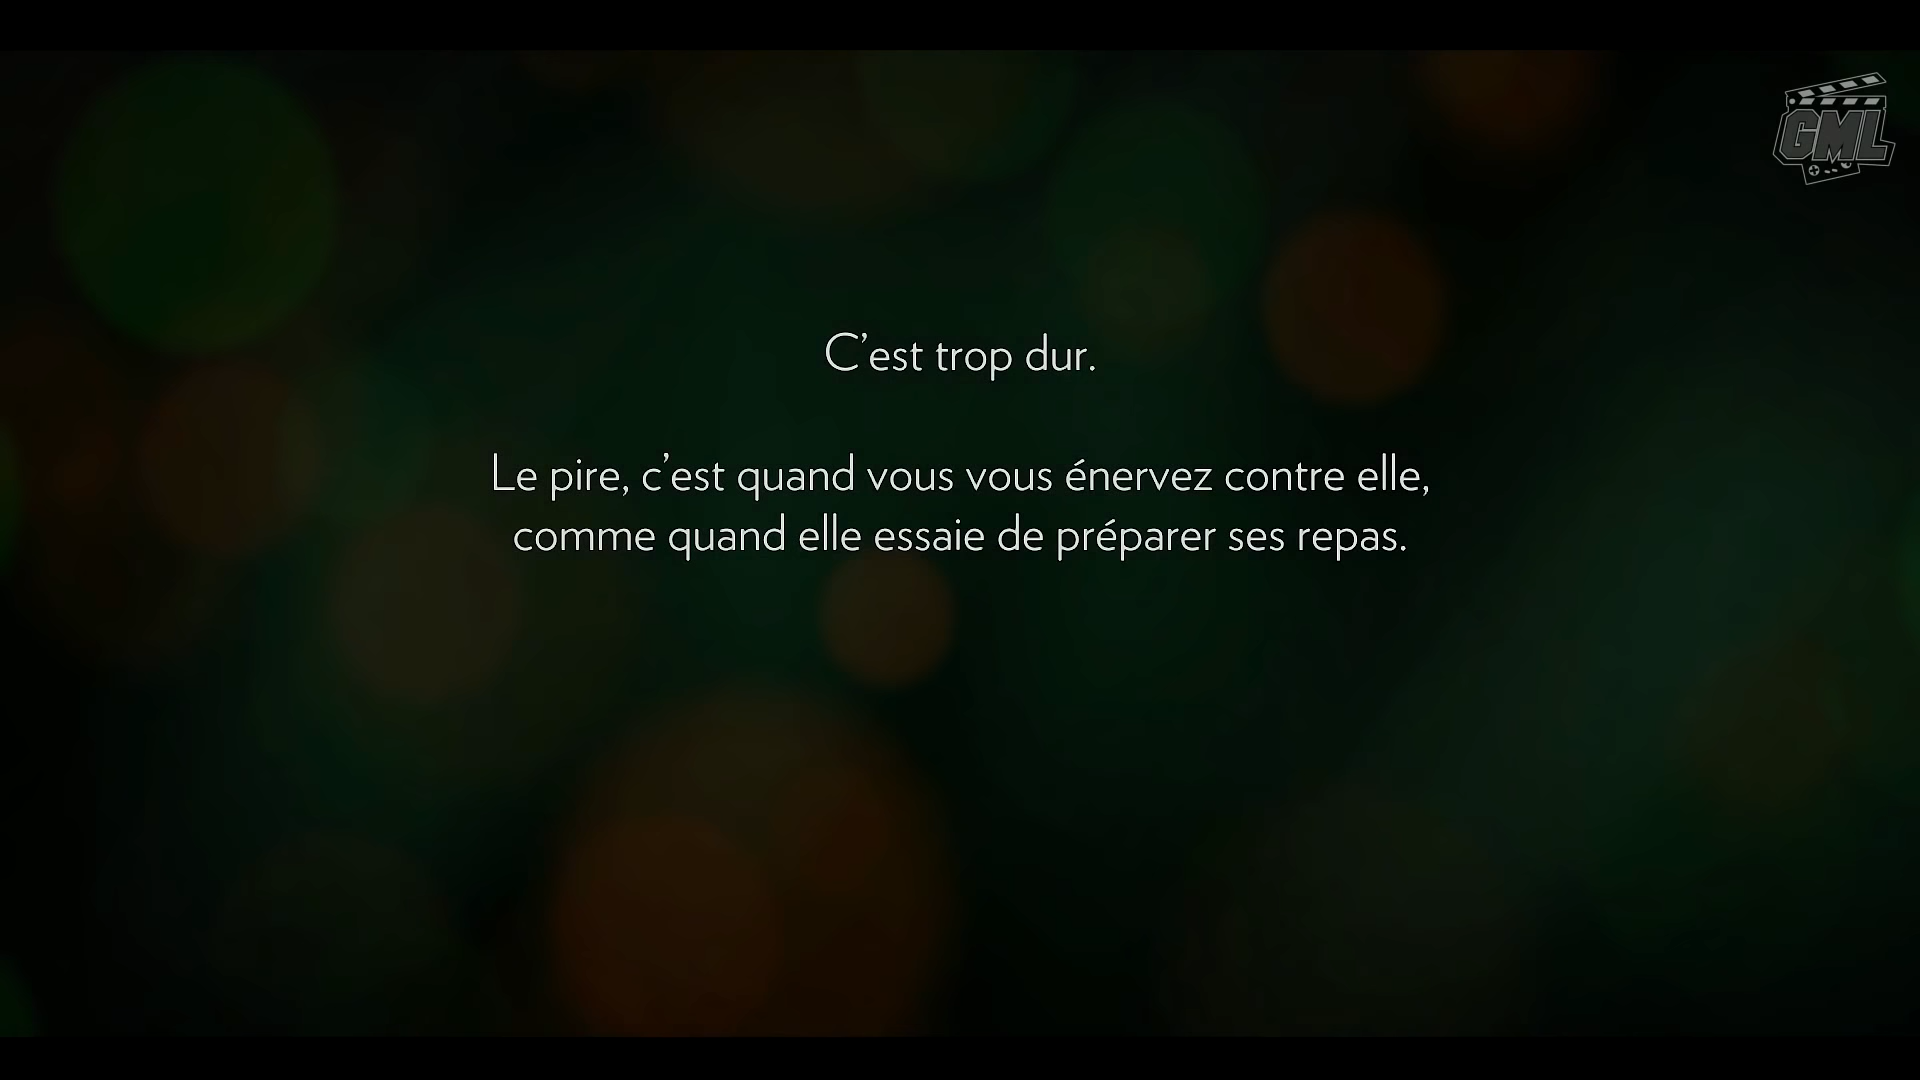 GML
C’est trop dur.
Le pire, c’est quand vous vous énervez contre elle,
comme quand elle essaie de préparer ses repas.